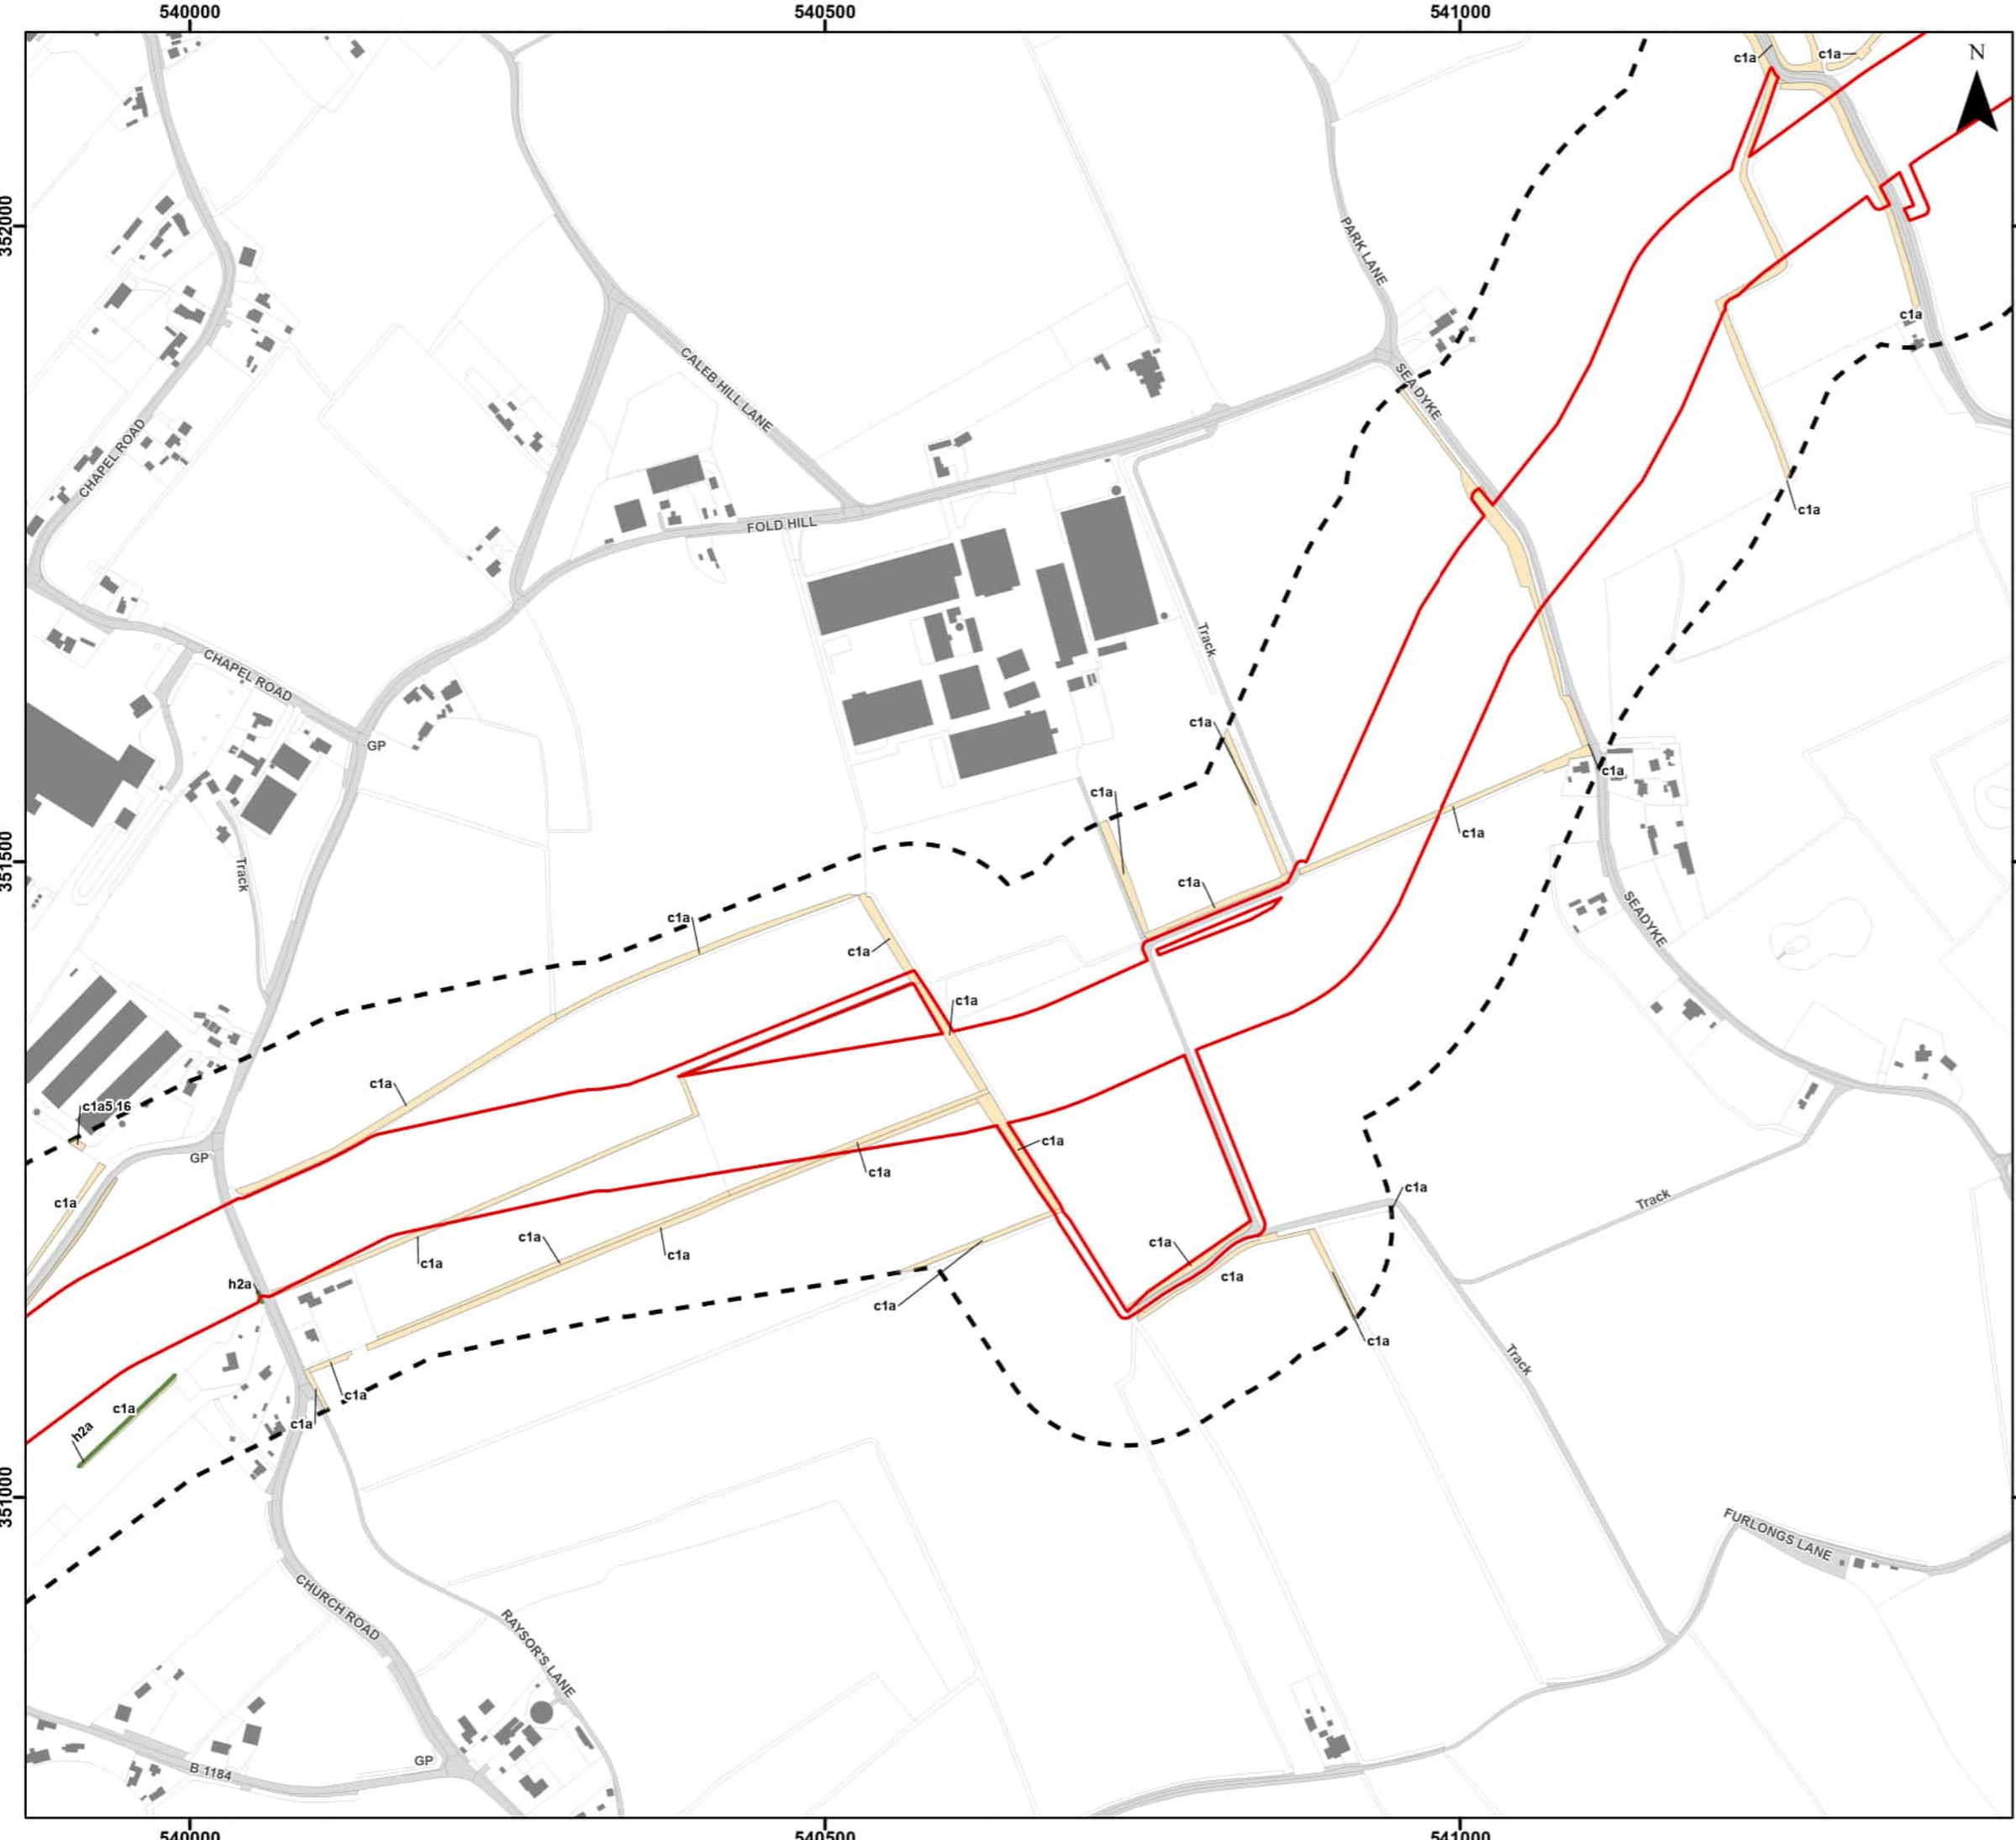 540000
540500
541000
c1a
c1a
N
352000
PARK LANE
c1a
CALEB HILL LANE
SEA DYKE
CHAPEL ROAD
c1a
FOLD HILL
Track
CHAPEL ROAD
c1a
GP
c1a
c1a
c1a
351500
Track
c1a
c1a
SEADYKE
c1a
c1a
c1a
c1a5 16
c1a
GP
c1a
c1a
c1a
Track
c1a
c1a
c1a
c1a
c1a
h2a
c1a
c1a
c1a
Track
c1a
c1a
h2a
c1a
351000
FURLONGS LANE
CHURCH ROAD
RAYSOR'S LANE
GP
B 1184
540000
540500
541000